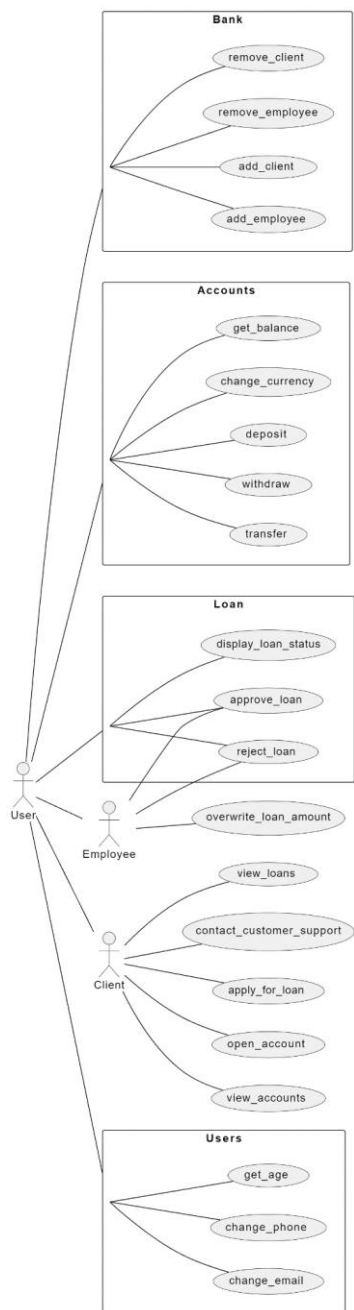 Bank
remove_client
remove_employee
add_client
add_employee
Accounts
get_balance
change_currency
deposit
withdraw
transfer
Loan
display_loan_status
approve_loan
reject_loan
User
Employee
overwrite_loan_amount
view_loans
contact_customer_support
Client
apply_for_loan
open_account
view_accounts
Users
get_age
change_phone
change_email